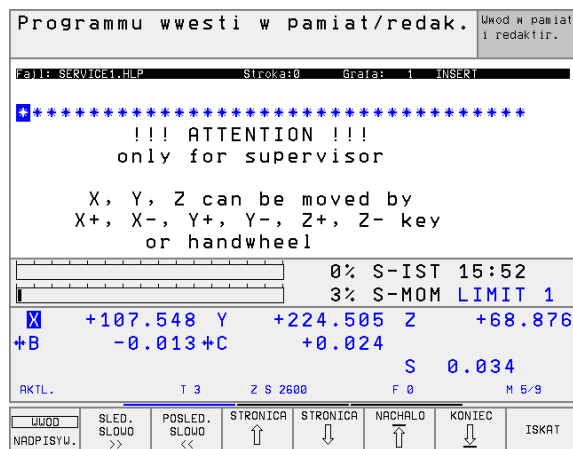 Programmu wwesti w pamiat/redak.
Wwod w pamiat
i redaktir.
Fajl: SERVICE1.HLP Stroka:0 Grafa: 1 INSERT
*************************************
!!! ATTENTION !!!
only for supervisor
X, Y, Z can be moved by
X+, X-, Y+, Y-, Z+, Z- key
or handwheel
0% S-IST 15:52
3% S-MOM LIMIT 1
X +107.548 Y +224.505 Z +68.876
B -0.013 C +0.024
S 0.034
AKTL. T 3 Z S 2600 F 0 M 5/9
WWOD
NADPISYW.
SLED.
SLOWO
>>
POSLED.
SLOWO
<<
STRONICA
⇧
STRONICA
⇩
NACHALO
KONIEC
ISKAT